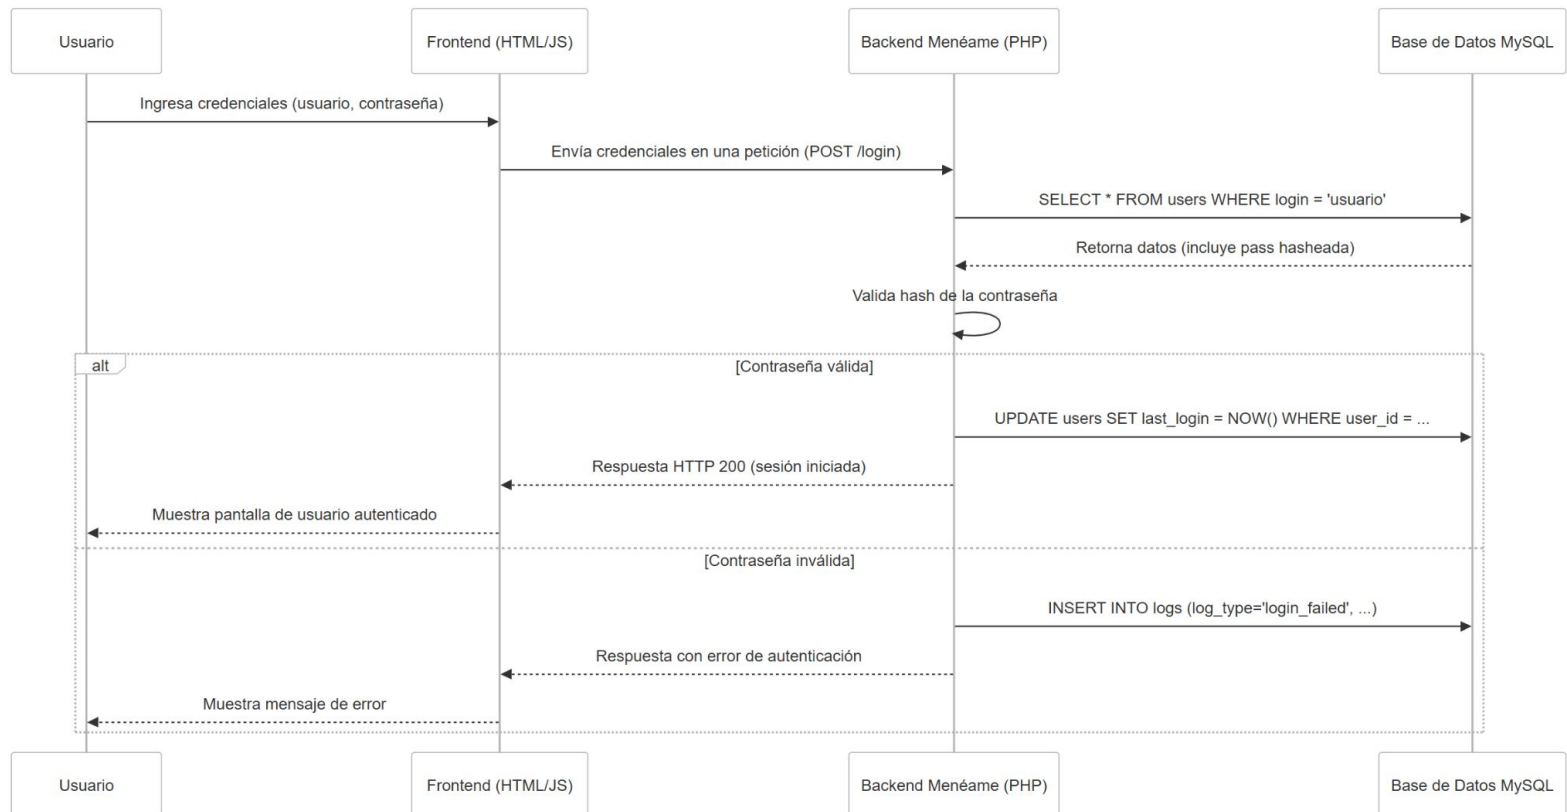 Usuario
Frontend (HTML/JS)
Backend Menéame (PHP)
Base de Datos MySQL
Ingresa credenciales (usuario, contraseña)
Envía credenciales en una petición (POST /login)
SELECT * FROM users WHERE login = 'usuario'
Retorna datos (incluye pass hasheada)
Valida hash de la contraseña
alt
[Contraseña válida]
UPDATE users SET last_login = NOW() WHERE user_id = ...
Respuesta HTTP 200 (sesión iniciada)
Muestra pantalla de usuario autenticado
[Contraseña inválida]
INSERT INTO logs (log_type='login_failed', ...)
Respuesta con error de autenticación
Muestra mensaje de error
Usuario
Frontend (HTML/JS)
Backend Menéame (PHP)
Base de Datos MySQL